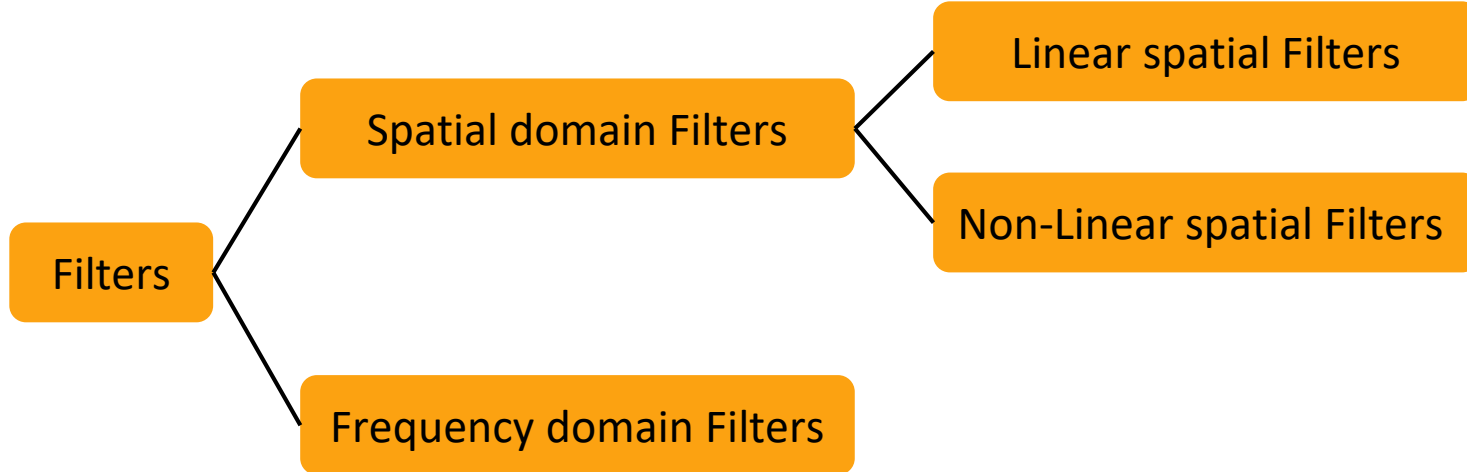 Linear spatial Filters
Spatial domain Filters
Non-Linear spatial Filters
Filters
Frequency domain Filters